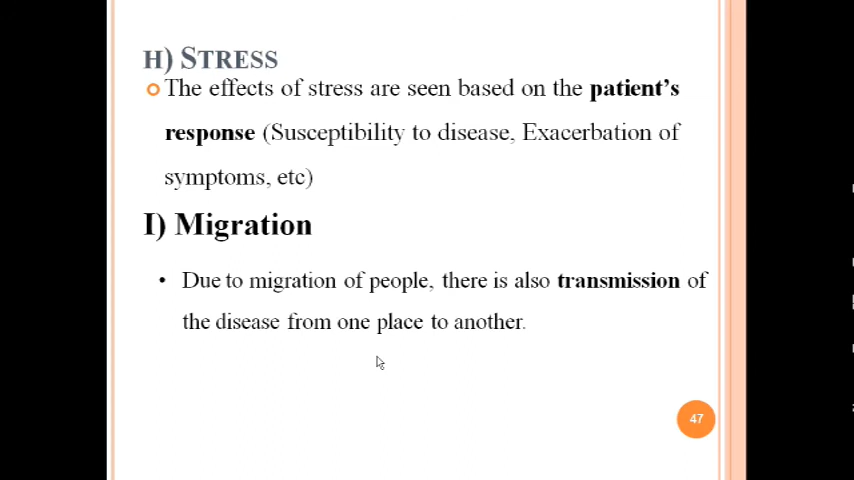 H) STRESS
The effects of stress are seen based on the patient's
response (Susceptibility to disease, Exacerbation of
symptoms, etc)
I) Migration
• Due to migration of people, there is also transmission of
the disease from one place to another.
47